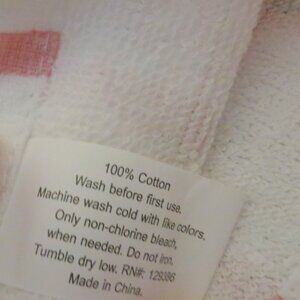 100% Cotton
Wash before first use.
Machine wash cold with like colors.
Only non-chlorine bleach,
when needed. Do not iron.
Tumble dry low. RN#: 129386
Made in China.